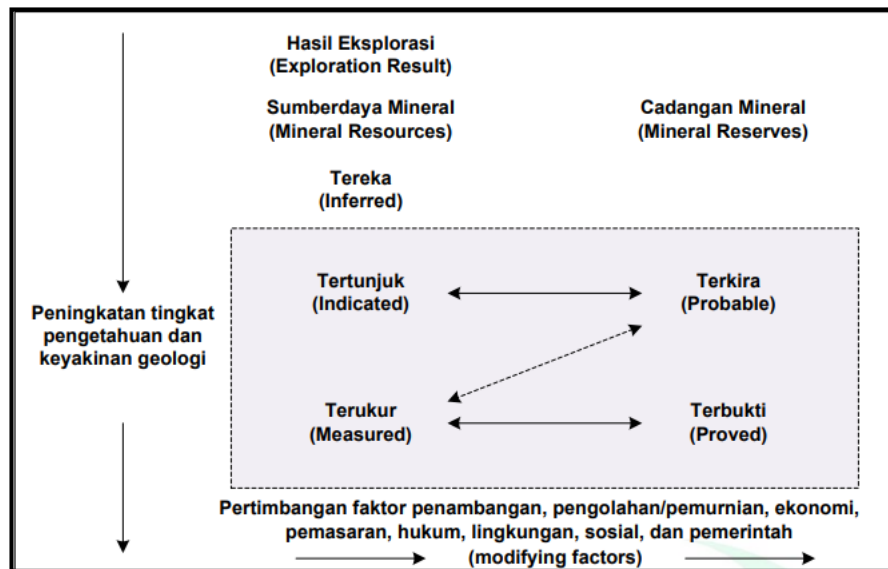 Hasil Eksplorasi
(Exploration Result)
Sumberdaya Mineral
(Mineral Resources)
Cadangan Mineral
(Mineral Reserves)
Tereka
(Inferred)
Tertunjuk
(Indicated)
Terkira
(Probable)
Peningkatan tingkat
pengetahuan dan
keyakinan geologi
Terukur
(Measured)
Terbukti
(Proved)
Pertimbangan faktor penambangan, pengolahan/pemurnian, ekonomi,
pemasaran, hukum, lingkungan, sosial, dan pemerintah
(modifying factors)